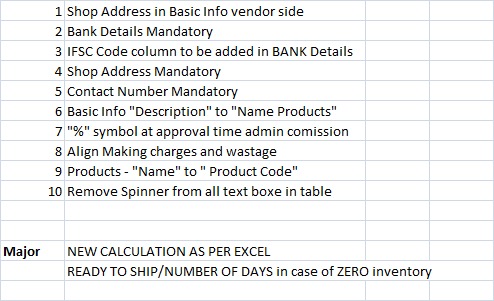 1 Shop Address in Basic Info vendor side
2 Bank Details Mandatory
3 IFSC Code column to be added in BANK Details
4 Shop Address Mandatory
5 Contact Number Mandatory
6 Basic Info "Description" to "Name Products"
7 "%" symbol at approval time admin comission
8 Align Making charges and wastage
9 Products - "Name" to " Product Code"
10 Remove Spinner from all text boxe in table
Major NEW CALCULATION AS PER EXCEL
READY TO SHIP/NUMBER OF DAYS in case of ZERO inventory